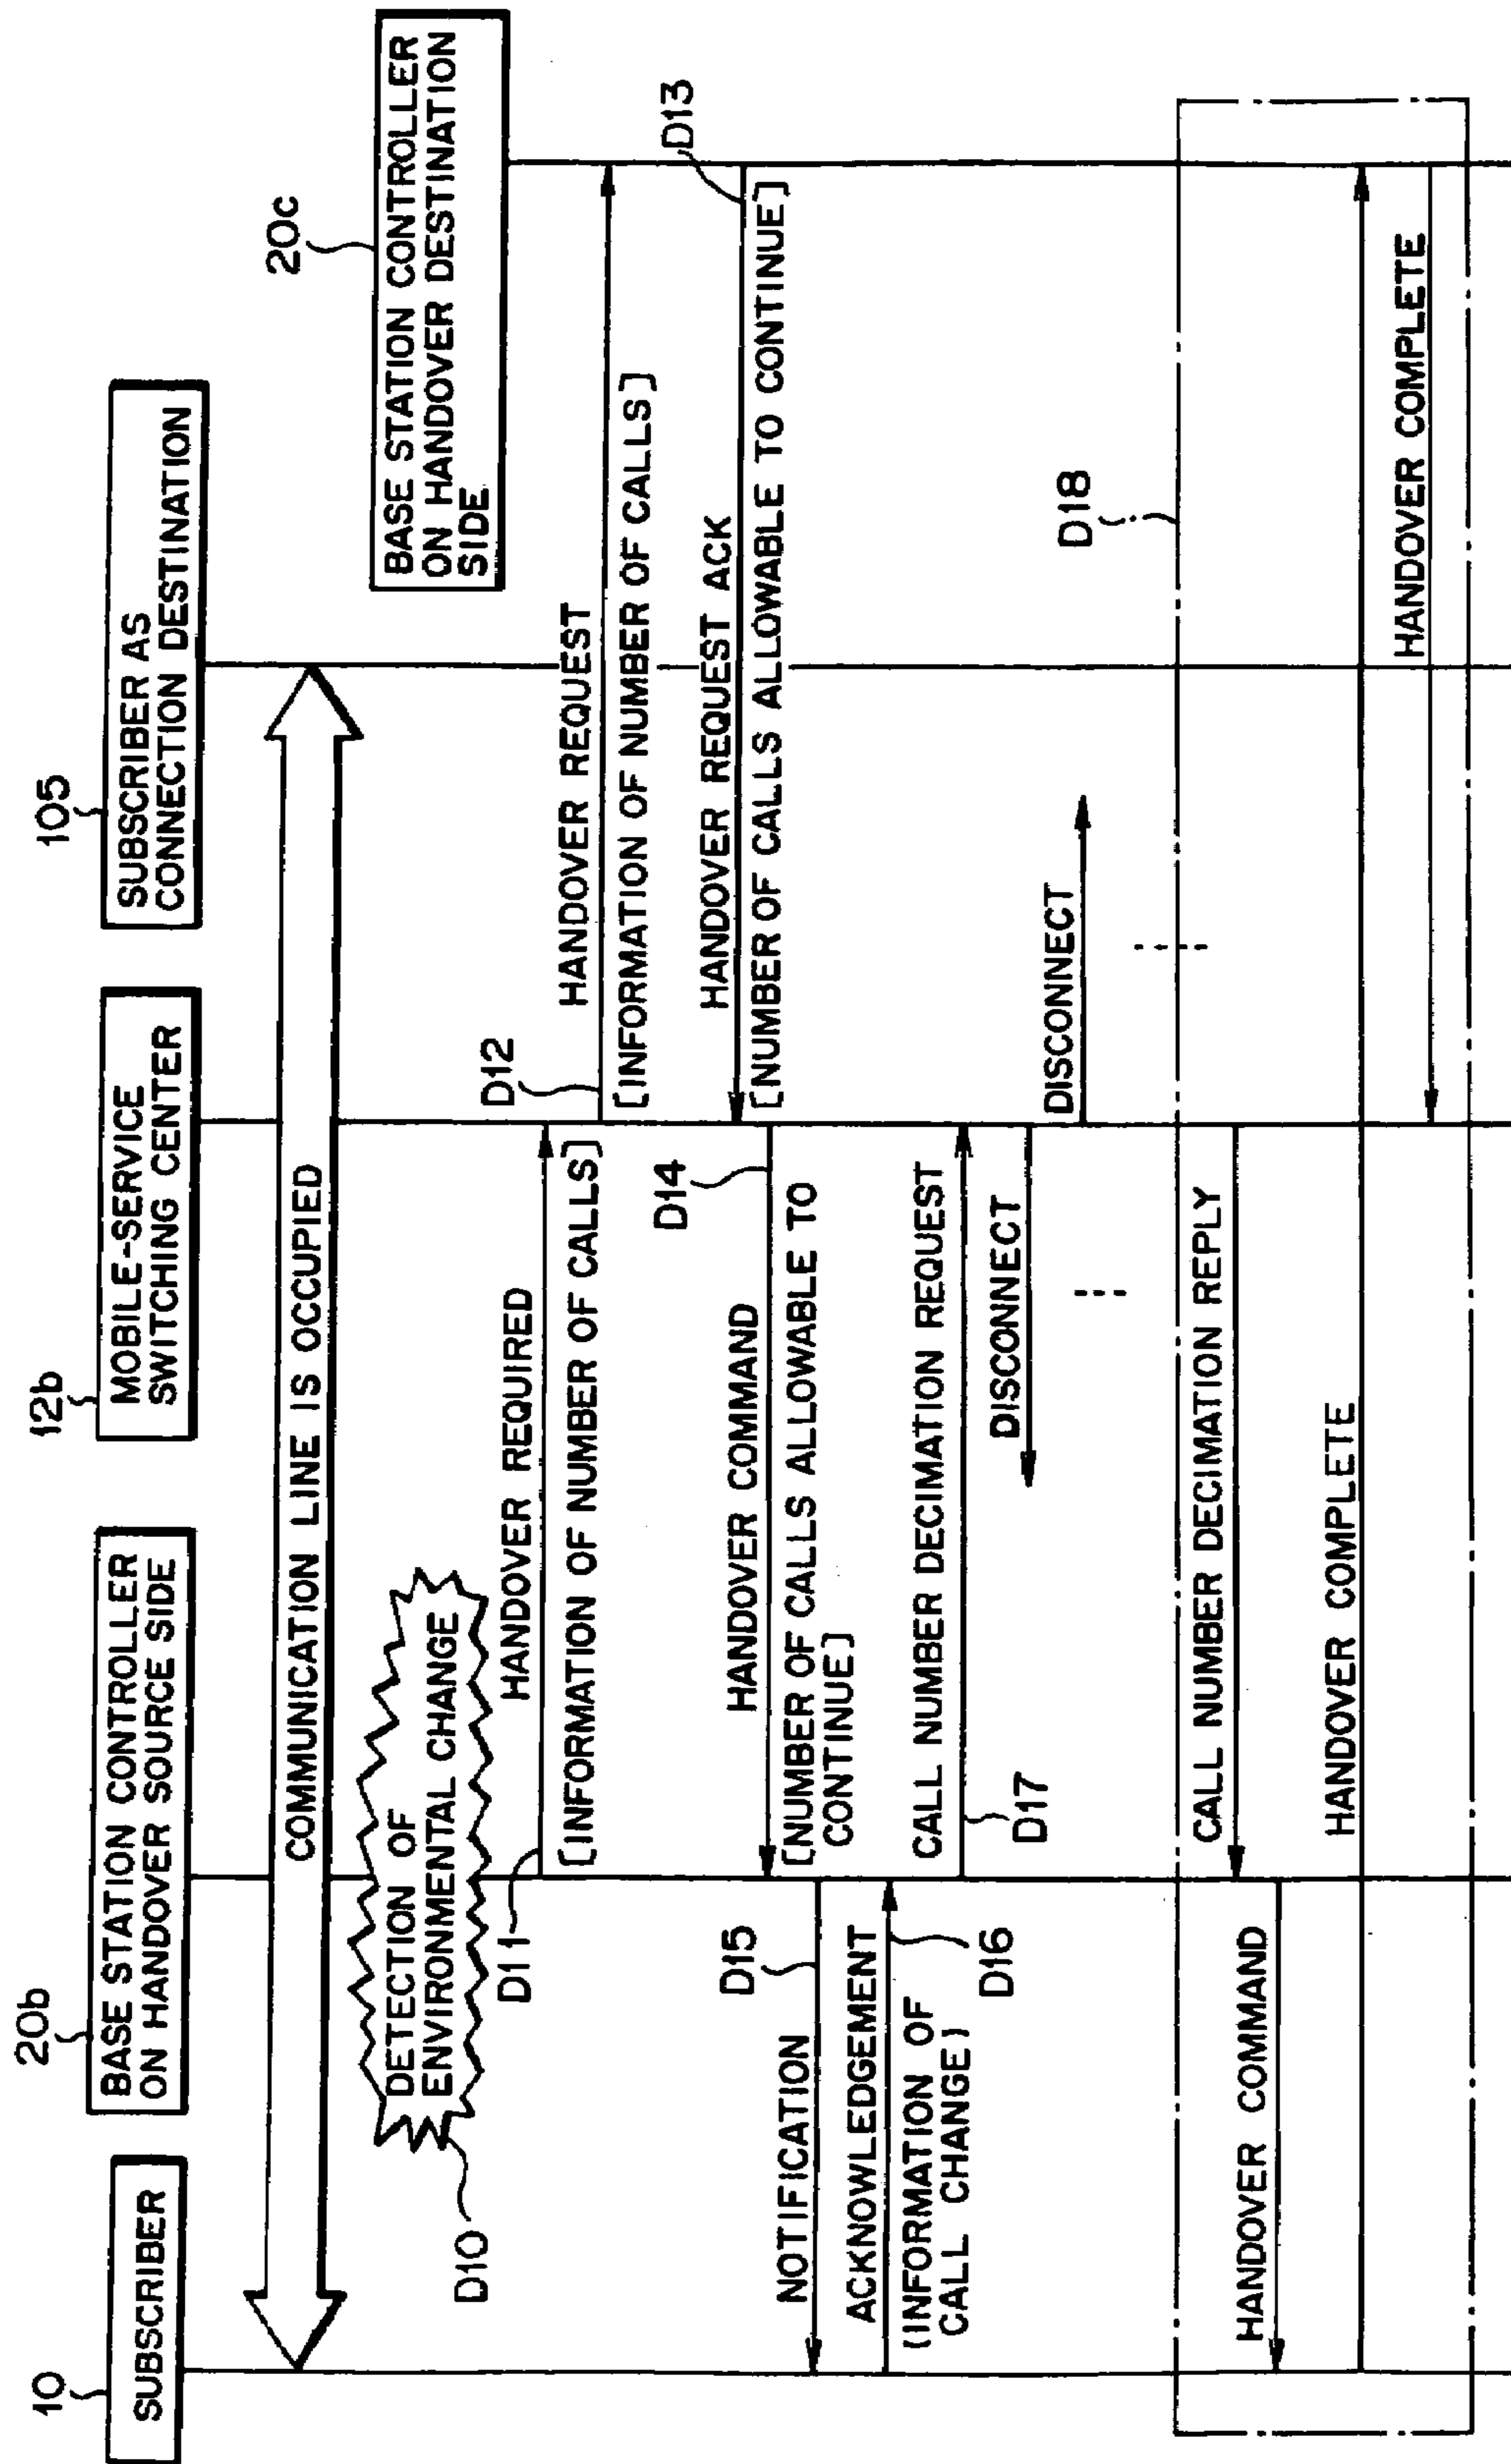 10
SUBSCRIBER
20b
BASE STATION CONTROLLER
ON HANDOVER SOURCE SIDE
12b
MOBILE-SERVICE
SWITCHING CENTER
105
SUBSCRIBER AS
CONNECTION DESTINATION
20c
BASE STATION CONTROLLER
ON HANDOVER DESTINATION
SIDE
COMMUNICATION LINE IS OCCUPIED
D10
DETECTION OF
ENVIRONMENTAL CHANGE
D11
HANDOVER REQUIRED
[INFORMATION OF NUMBER OF CALLS]
D12
HANDOVER REQUEST
[INFORMATION OF NUMBER OF CALLS]
D13
HANDOVER REQUEST ACK
[NUMBER OF CALLS ALLOWABLE TO CONTINUE]
D14
HANDOVER COMMAND
[NUMBER OF CALLS ALLOWABLE TO
CONTINUE]
D15
NOTIFICATION
ACKNOWLEDGEMENT
D16
(INFORMATION OF
CALL CHANGE)
CALL NUMBER DECIMATION REQUEST
D17
DISCONNECT
DISCONNECT
D18
CALL NUMBER DECIMATION REPLY
HANDOVER COMMAND
HANDOVER COMPLETE
HANDOVER COMPLETE